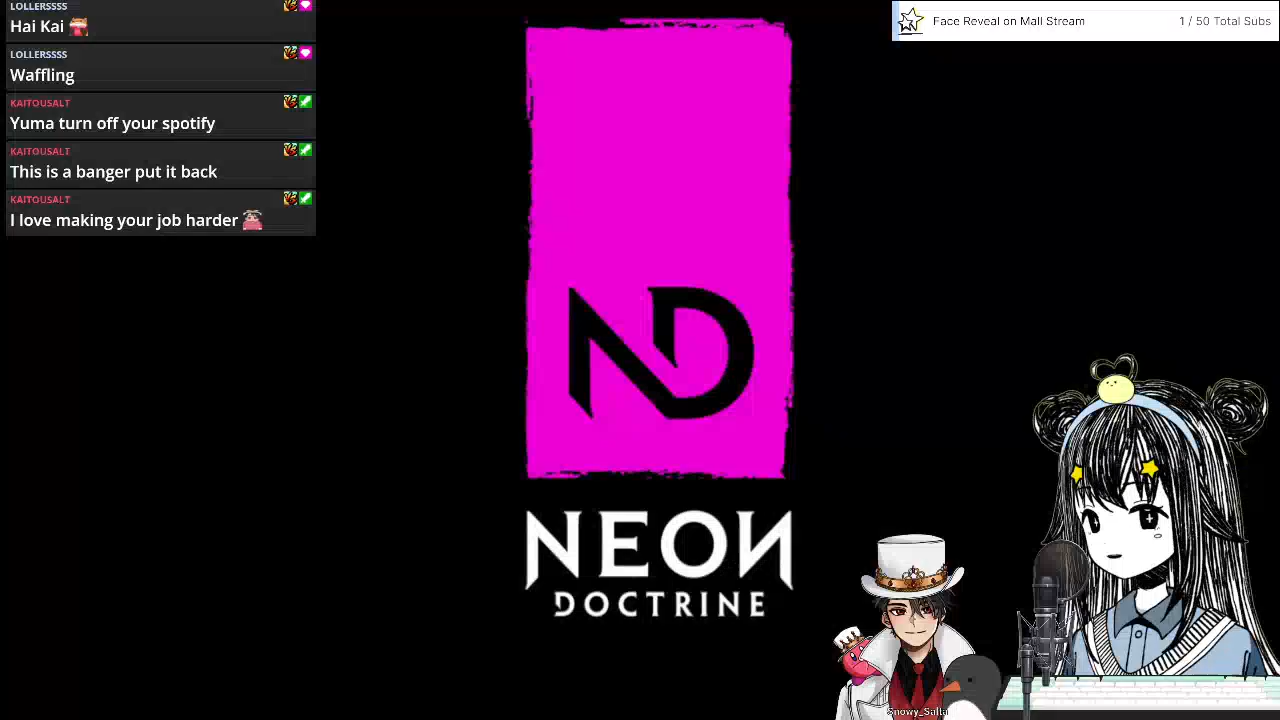 LOLLERSSSS
Hai Kai
LOLLERSSSS
Waffling
KAITOUSALT
Yuma turn off your spotify
KAITOUSALT
This is a banger put it back
KAITOUSALT
I love making your job harder
Face Reveal on Mall Stream
1 / 50 Total Subs
ND
NEON
DOCTRINE